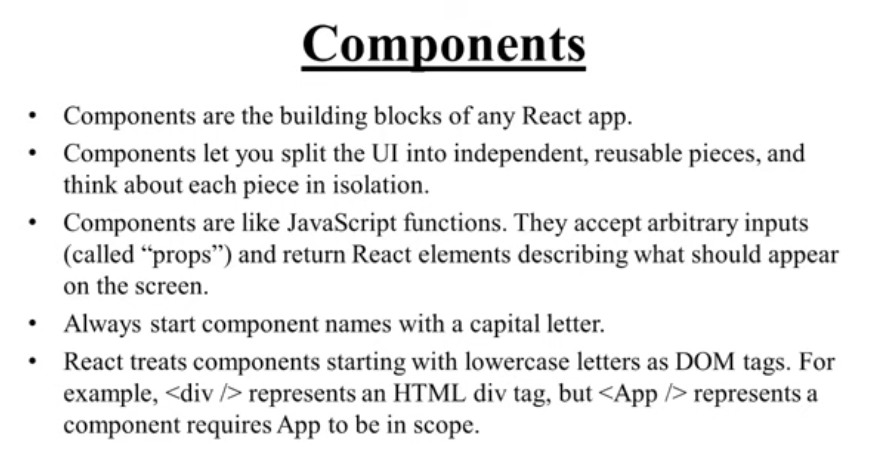 Components
• Components are the building blocks of any React app.
• Components let you split the UI into independent, reusable pieces, and
think about each piece in isolation.
• Components are like JavaScript functions. They accept arbitrary inputs
(called “props”) and return React elements describing what should appear
on the screen.
• Always start component names with a capital letter.
• React treats components starting with lowercase letters as DOM tags. For
example, <div /> represents an HTML div tag, but <App /> represents a
component requires App to be in scope.